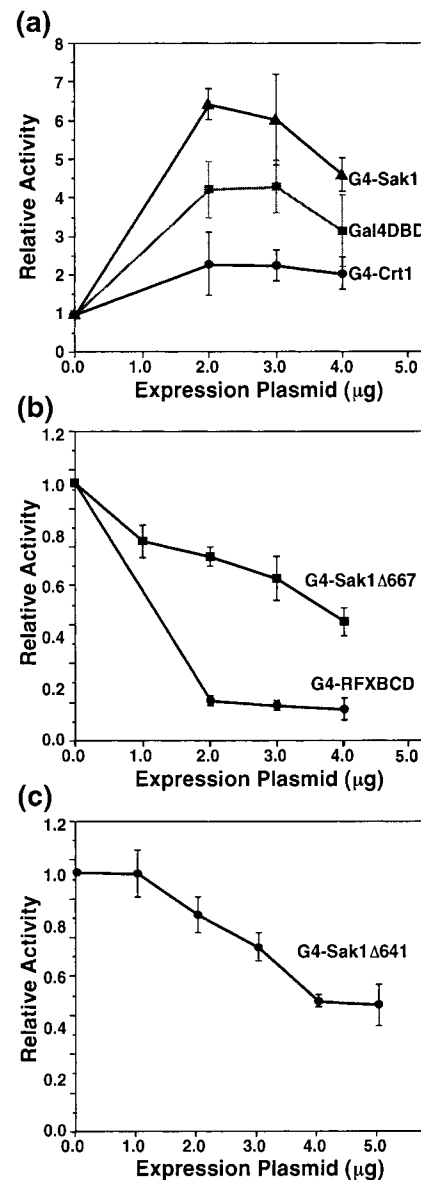 (a)
8
7
6
5
4
3
2
1
0
Relative Activity
G4-Sak1
Gal4DBD
G4-Crt1
0.0 1.0 2.0 3.0 4.0 5.0
Expression Plasmid (μg)
(b)
1.2
1.0
0.8
0.6
0.4
0.2
0.0
Relative Activity
G4-Sak1Δ667
G4-RFXBCD
0.0 1.0 2.0 3.0 4.0 5.0
Expression Plasmid (μg)
(c)
1.2
1.0
0.8
0.6
0.4
0.2
0.0
Relative Activity
G4-Sak1Δ641
0.0 1.0 2.0 3.0 4.0 5.0
Expression Plasmid (μg)